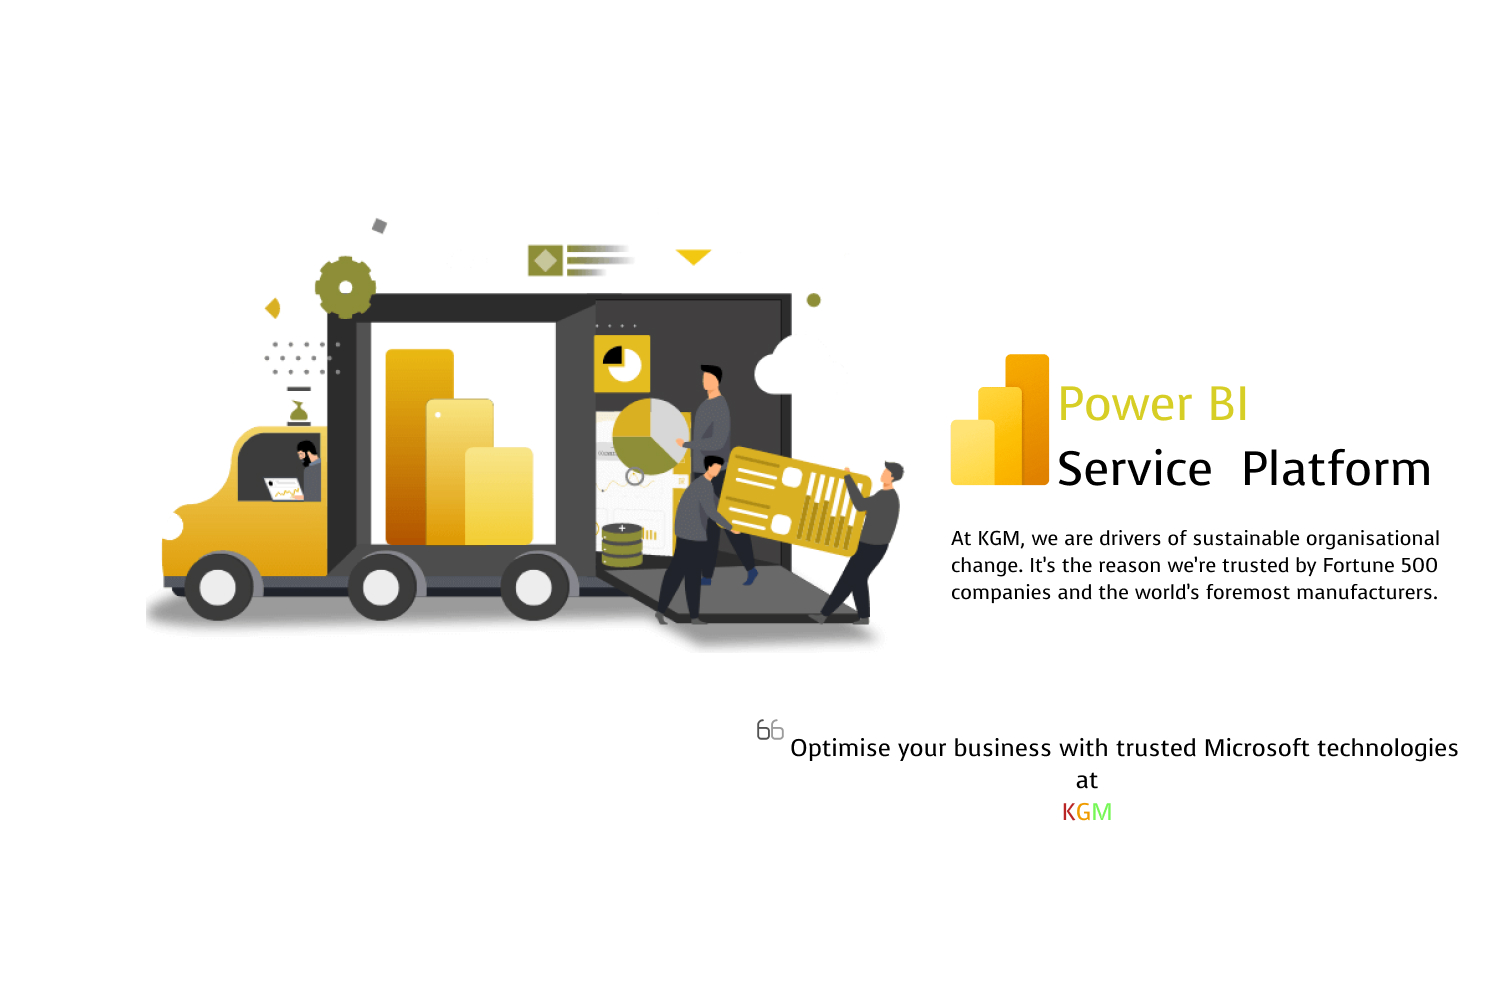 Power BI
Service Platform
At KGM, we are drivers of sustainable organisational
change. It's the reason we're trusted by Fortune 500
companies and the world's foremost manufacturers.
Optimise your business with trusted Microsoft technologies
at
KGM